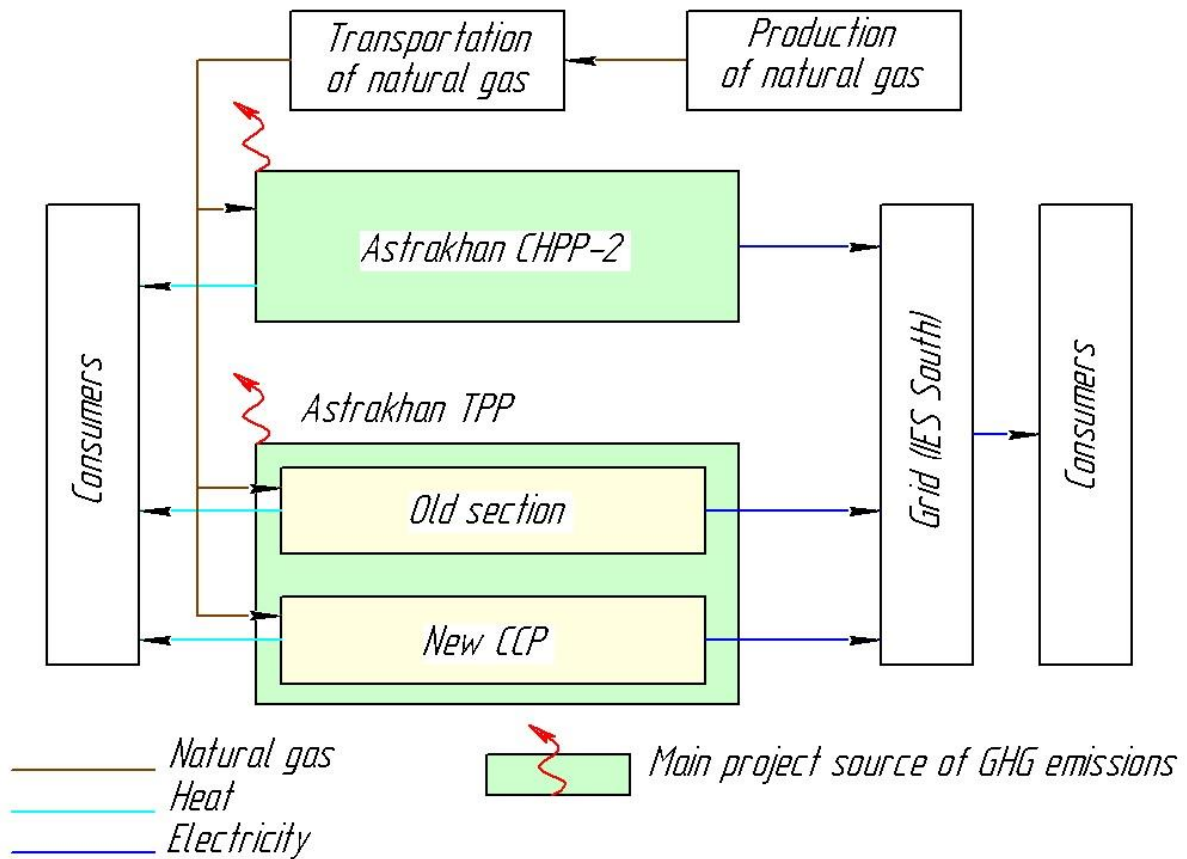 Transportation
of natural gas
Production
of natural gas
Astrakhan CHPP-2
Astrakhan TPP
Consumers
Old section
New CCP
Grid (IES South)
Consumers
Natural gas
Heat
Electricity
Main project source of GHG emissions